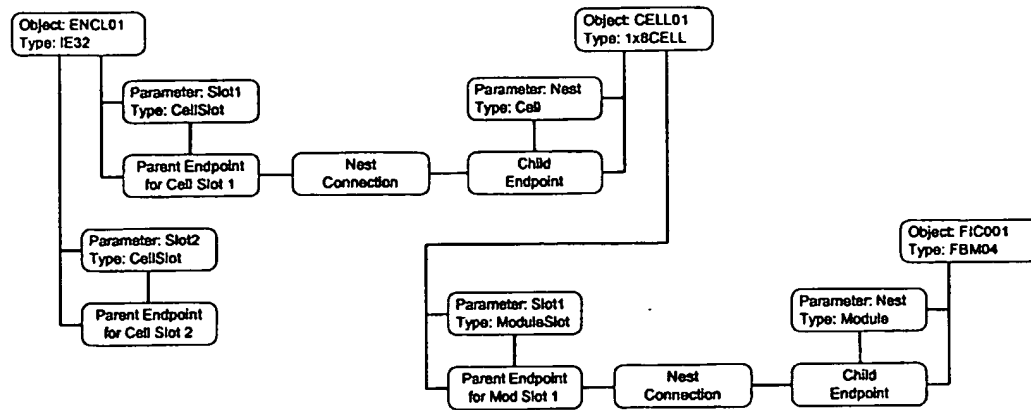 Object: ENCL01
Type: IE32
Object: CELL01
Type: 1x8CELL
Parameter: Slot1
Type: CellSlot
Parameter: Nest
Type: Cell
Parent Endpoint
for Cell Slot 1
Nest
Connection
Child
Endpoint
Parameter: Slot2
Type: CellSlot
Parent Endpoint
for Cell Slot 2
Object: FIC001
Type: FBM04
Parameter: Slot1
Type: ModuleSlot
Parameter: Nest
Type: Module
Parent Endpoint
for Mod Slot 1
Nest
Connection
Child
Endpoint